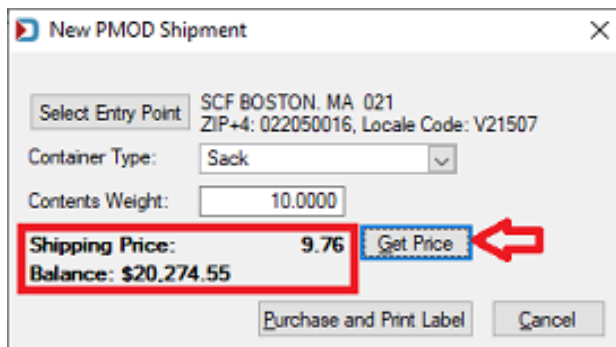 New PMOD Shipment
Select Entry Point
SCF BOSTON. MA 021
ZIP+4: 022050016, Locale Code: V21507
Container Type: Sack
Contents Weight: 10.0000
Shipping Price: 9.76 Get Price
Balance: $20,274.55
Purchase and Print Label Cancel